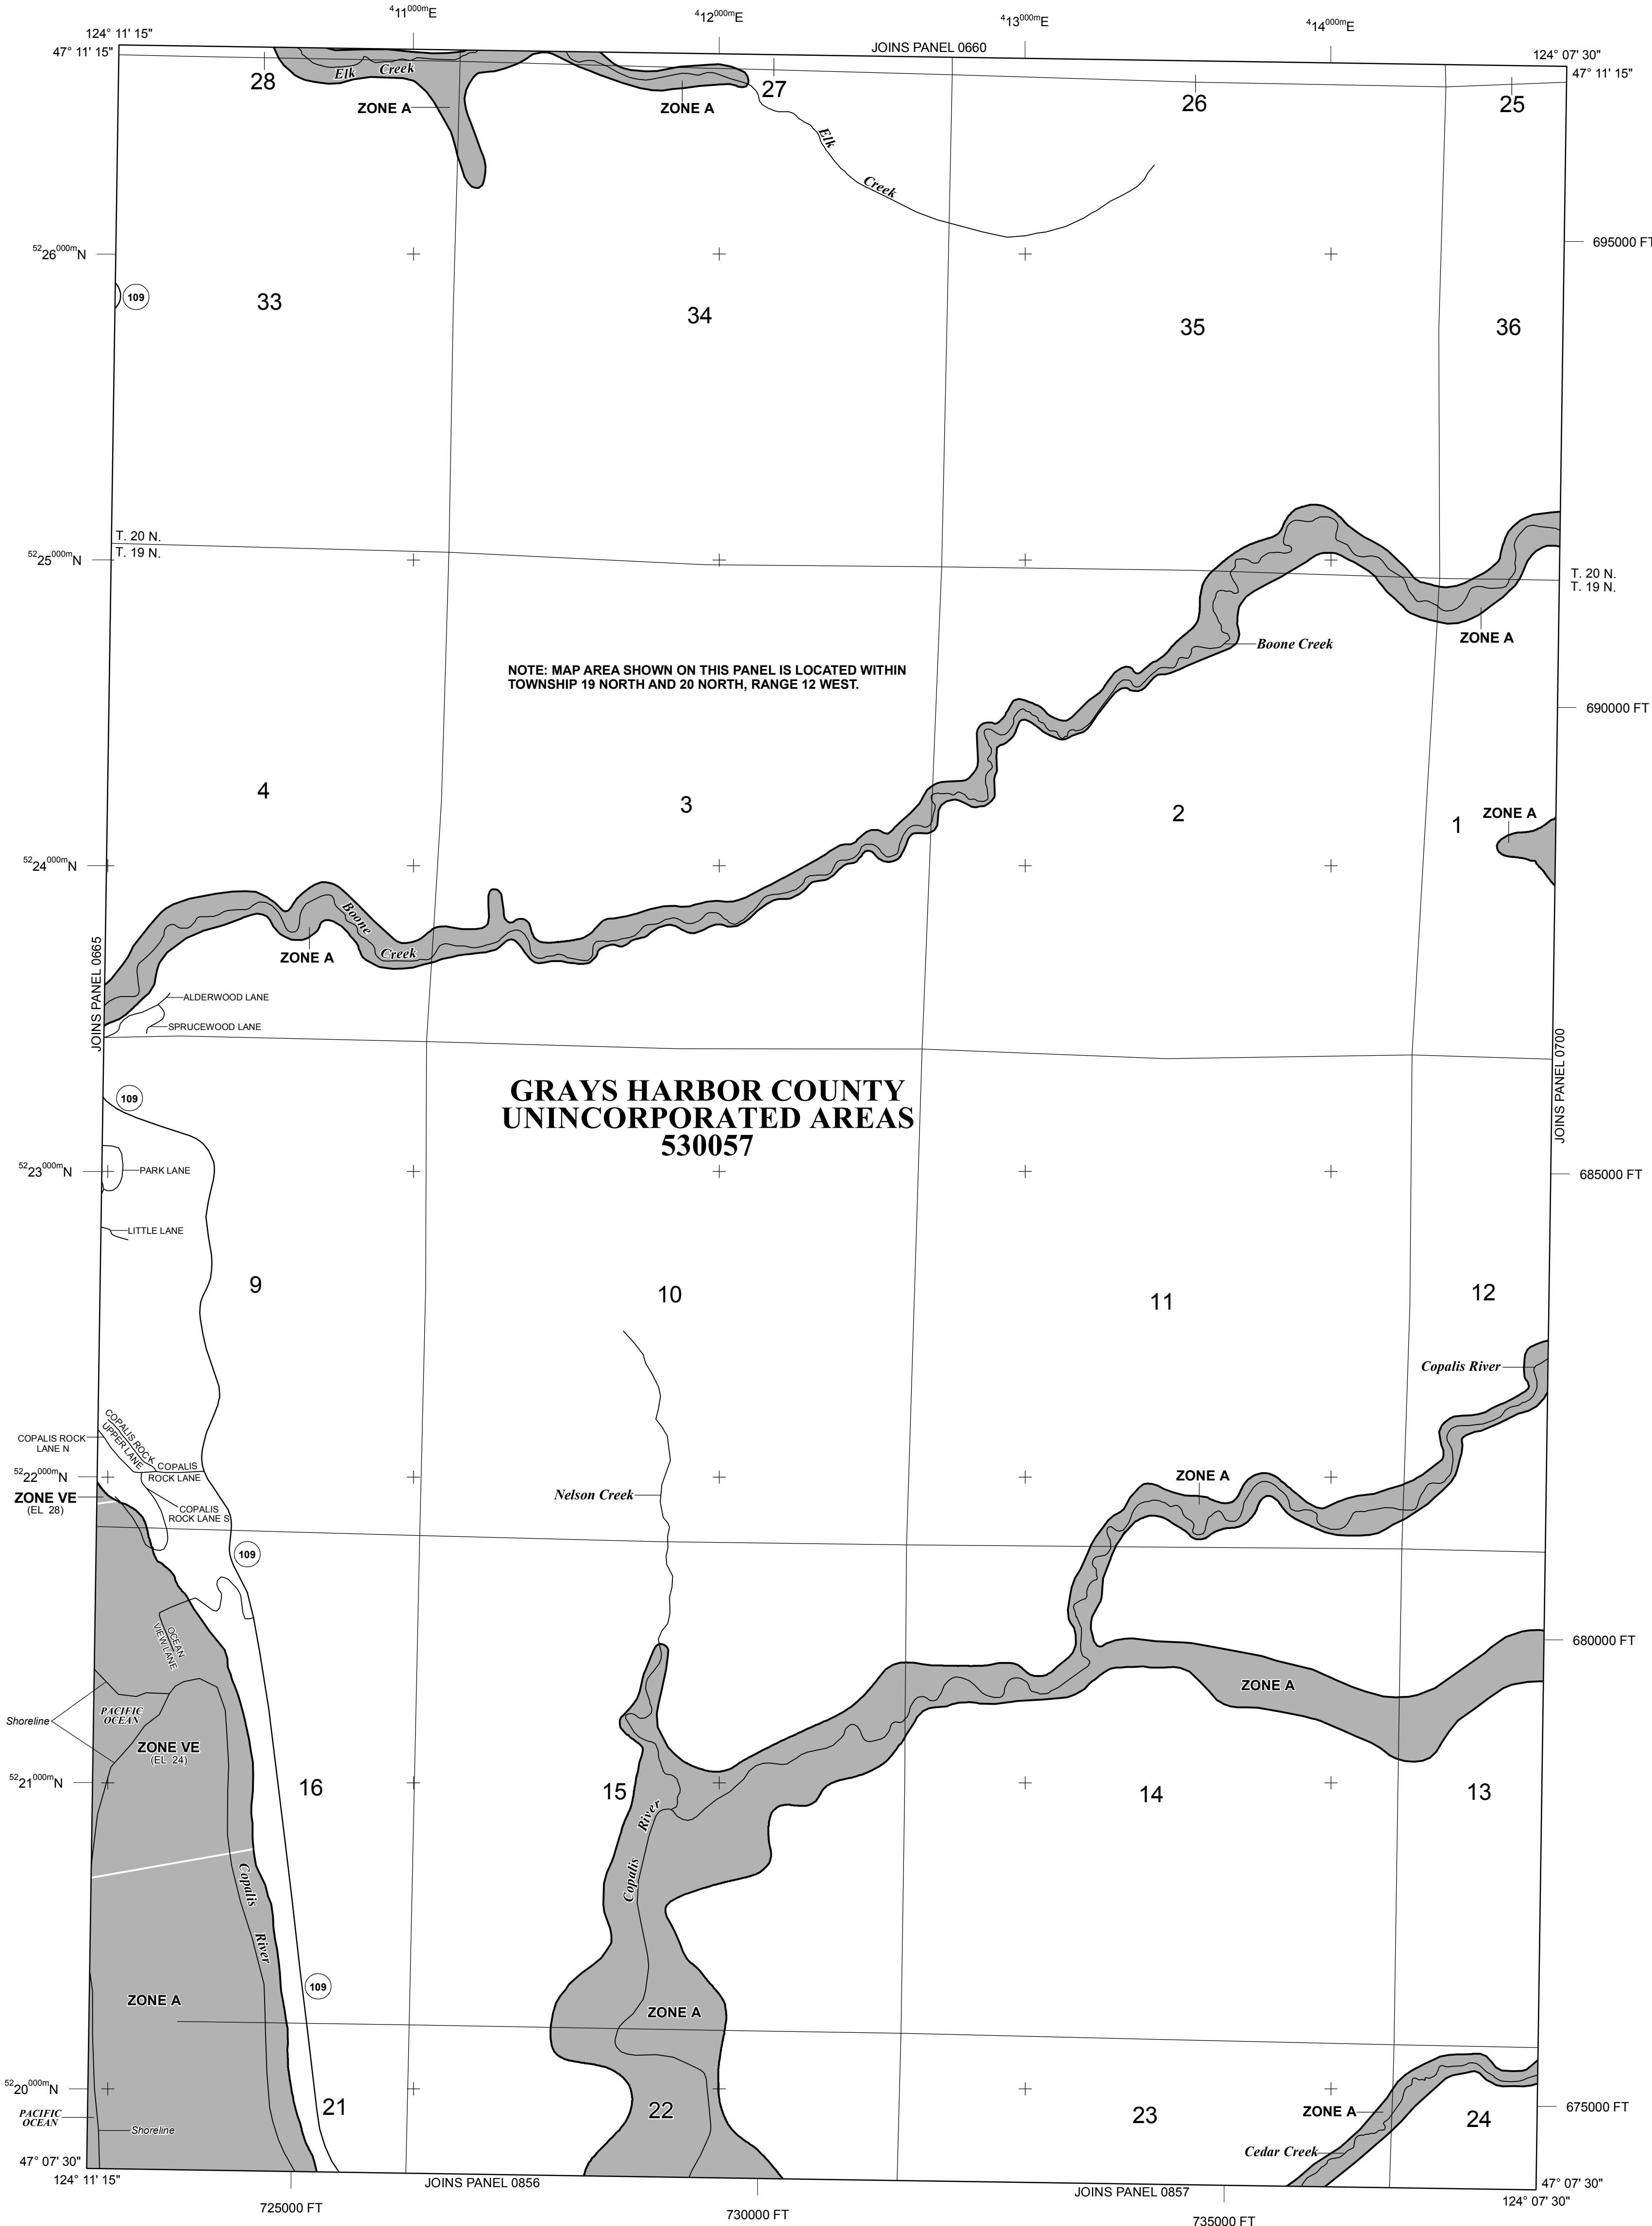 411000mE
412000mE
413000mE
414000mE
124° 11' 15"
47° 11' 15"
JOINS PANEL 0660
124° 07' 30"
47° 11' 15"
28
Elk Creek
ZONE A
ZONE A
27
26
25
Elk
Creek
5226000mN
695000 FT
109
33
34
35
36
T. 20 N.
T. 19 N.
5225000mN
T. 20 N.
T. 19 N.
ZONE A
Boone Creek
NOTE: MAP AREA SHOWN ON THIS PANEL IS LOCATED WITHIN
TOWNSHIP 19 NORTH AND 20 NORTH, RANGE 12 WEST.
690000 FT
4
3
2
1
ZONE A
5224000mN
Boone
Creek
ZONE A
JOINS PANEL 0665
ALDERWOOD LANE
SPRUCEWOOD LANE
JOINS PANEL 0700
109
GRAYS HARBOR COUNTY
UNINCORPORATED AREAS
530057
5223000mN
PARK LANE
685000 FT
LITTLE LANE
9
10
11
12
Copalis River
COPALIS ROCK
LANE N
COPALIS ROCK
UPPER LANE
COPALIS
ROCK LANE
5222000mN
ZONE VE
(EL 28)
COPALIS
ROCK LANE S
Nelson Creek
ZONE A
109
OCEAN
VIEW LANE
680000 FT
ZONE A
Shoreline
PACIFIC
OCEAN
ZONE VE
(EL 24)
5221000mN
16
15
14
13
Copalis
River
Copalis
River
109
ZONE A
ZONE A
5220000mN
PACIFIC
OCEAN
Shoreline
21
22
23
24
ZONE A
Cedar Creek
675000 FT
47° 07' 30"
124° 11' 15"
JOINS PANEL 0856
JOINS PANEL 0857
47° 07' 30"
124° 07' 30"
725000 FT
730000 FT
735000 FT